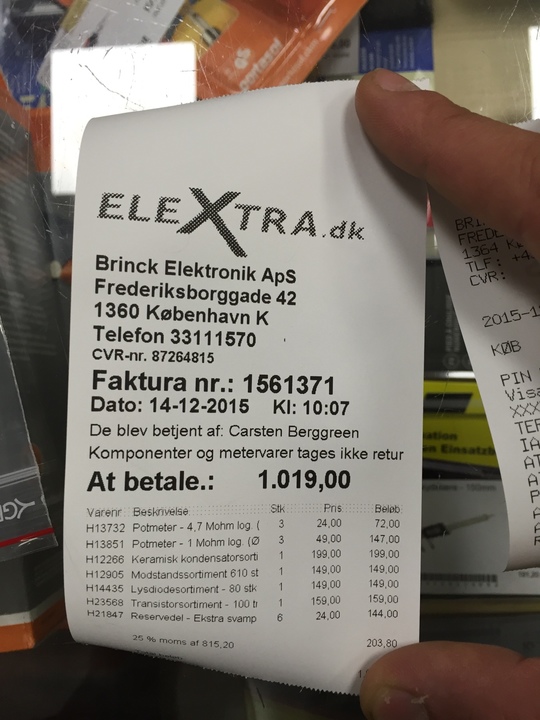 portasol
ELEXTRA.dk
Brinck Elektronik ApS
Frederiksborggade 42
1360 København K
Telefon 33111570
CVR-nr. 87264815
Faktura nr.: 1561371
Dato: 14-12-2015 Kl: 10:07
De blev betjent af: Carsten Berggreen
Komponenter og metervarer tages ikke retur
At betale.: 1.019,00
Varenr Beskrivelse Stk Pris Beløb
H13732 Potmeter - 4,7 Mohm log. ( 3 24,00 72,00
H13851 Potmeter - 1 Mohm log. (Ø 3 49,00 147,00
H12266 Keramisk kondensatorsorti 1 199,00 199,00
H12905 Modstandssortiment 610 st 1 149,00 149,00
H14435 Lysdiodesortiment - 80 stk 1 149,00 149,00
H23568 Transistorsortiment - 100 tr 1 159,00 159,00
H21847 Reservedel - Ekstra svamp 6 24,00 144,00
25 % moms af 815,20 203,80
BRI
FREDE
1364 K
TLF: +4
CVR:
2015-1
KØB
PIN
Visa
XXX
TER
IA
AT
en Einsatzb